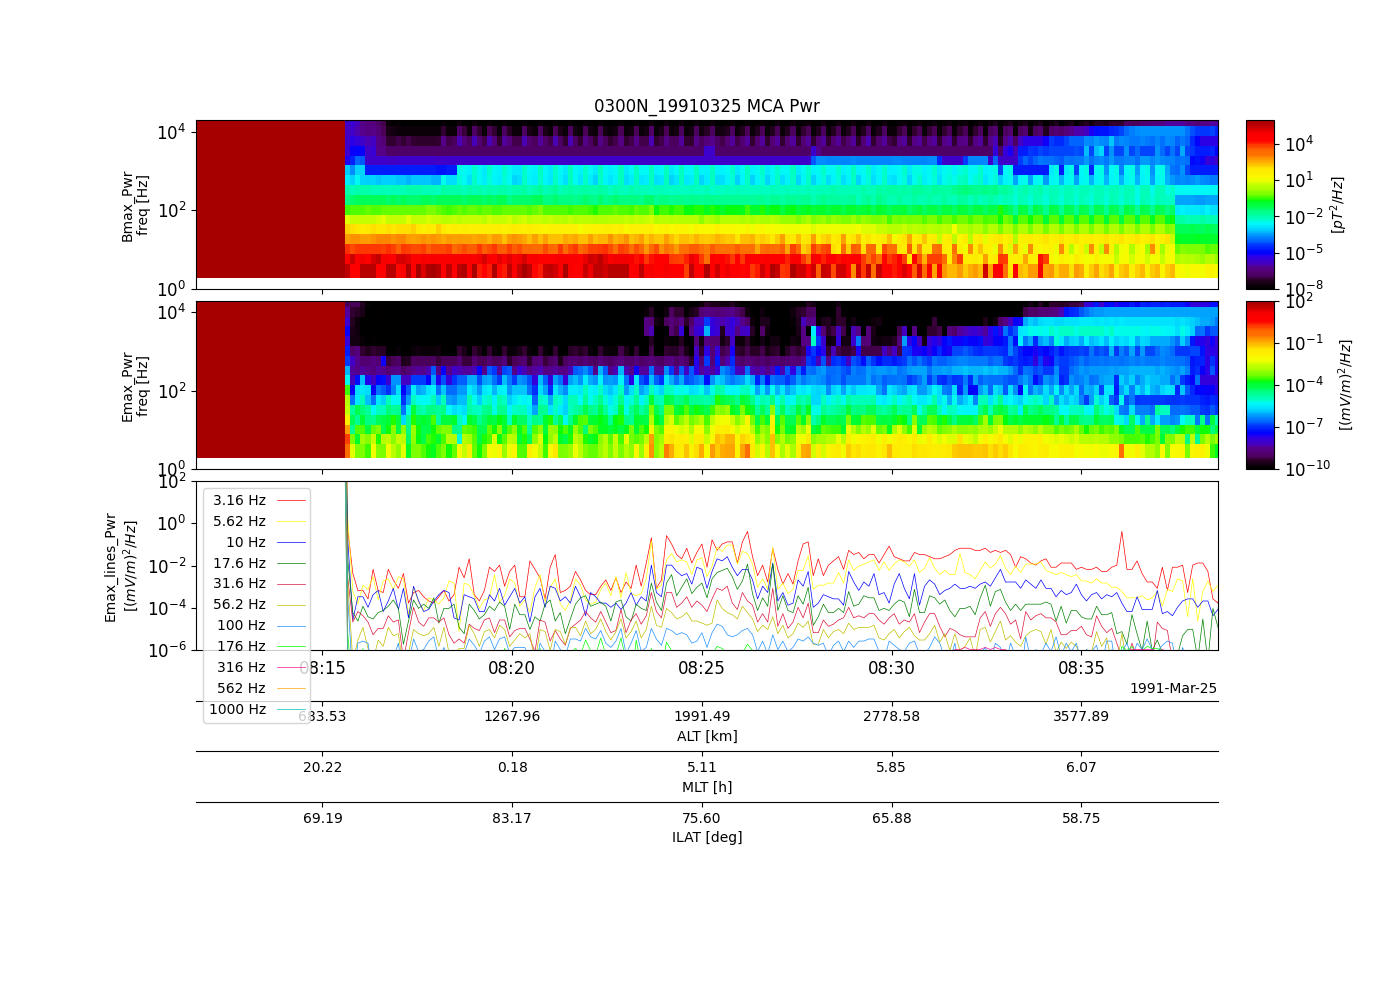 0300N_19910325 MCA Pwr
Bmax_Pwr
freq [Hz]
10^4
10^2
10^0
10^4
10^1
10^-2
10^-5
10^-8
[pT^2/Hz]
Emax_Pwr
freq [Hz]
10^4
10^2
10^0
10^2
10^-1
10^-4
10^-7
10^-10
[(mV/m)^2/Hz]
Emax_lines_Pwr
[(mV/m)^2/Hz]
10^2
10^0
10^-2
10^-4
10^-6
3.16 Hz
5.62 Hz
10 Hz
17.6 Hz
31.6 Hz
56.2 Hz
100 Hz
176 Hz
316 Hz
562 Hz
1000 Hz
08:15 08:20 08:25 08:30 08:35
1991-Mar-25
683.53 1267.96 1991.49 2778.58 3577.89
ALT [km]
20.22 0.18 5.11 5.85 6.07
MLT [h]
69.19 83.17 75.60 65.88 58.75
ILAT [deg]